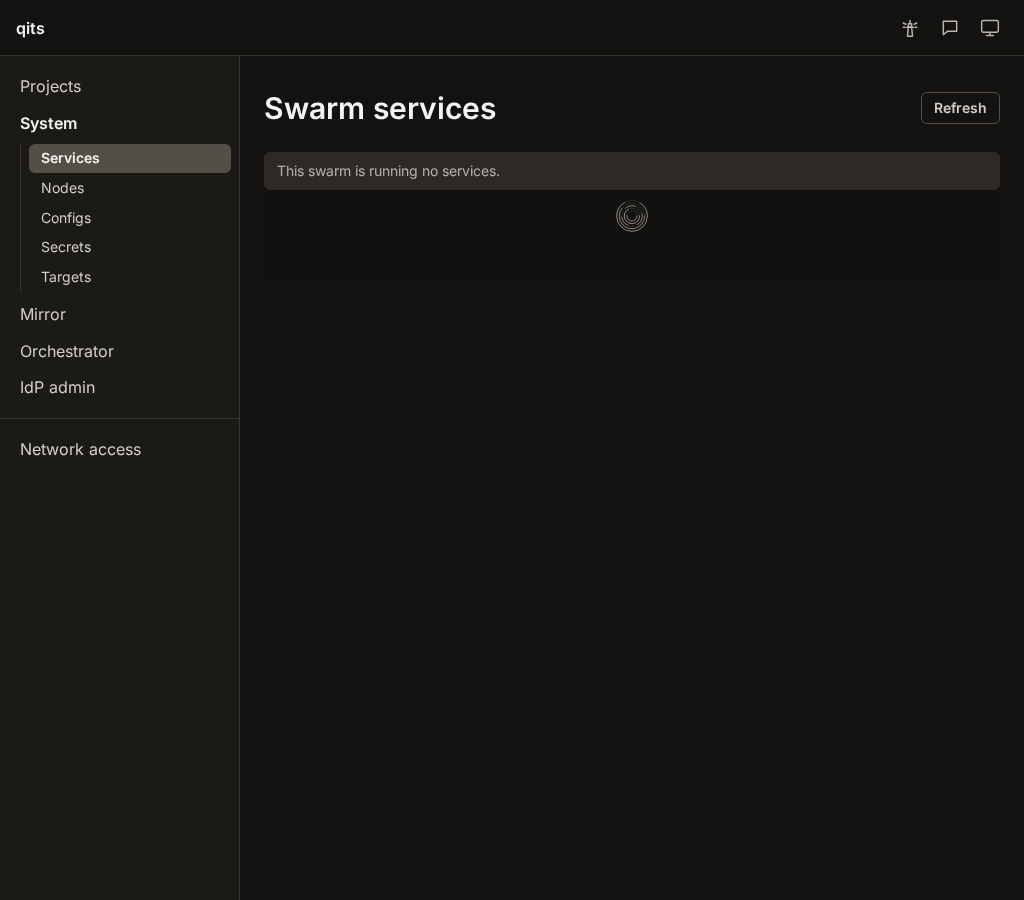 qits
Projects
System
Services
Nodes
Configs
Secrets
Targets
Mirror
Orchestrator
IdP admin
Network access
Swarm services
Refresh
This swarm is running no services.